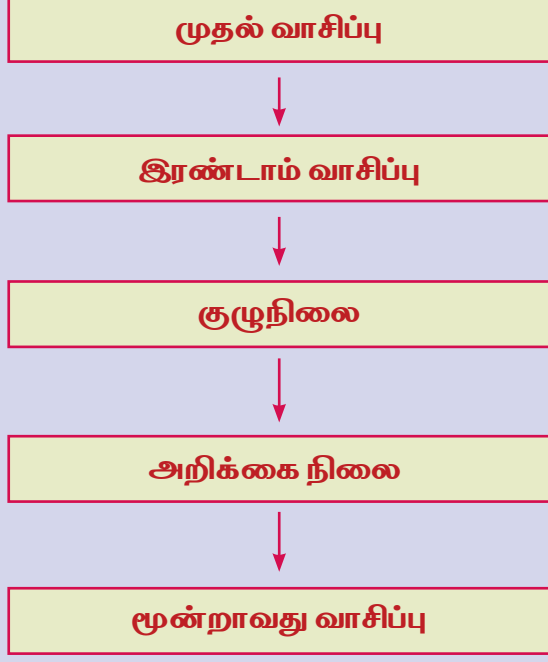 முதல் வாசிப்பு
இரண்டாம் வாசிப்பு
குழுநிலை
அறிக்கை நிலை
மூன்றாவது வாசிப்பு